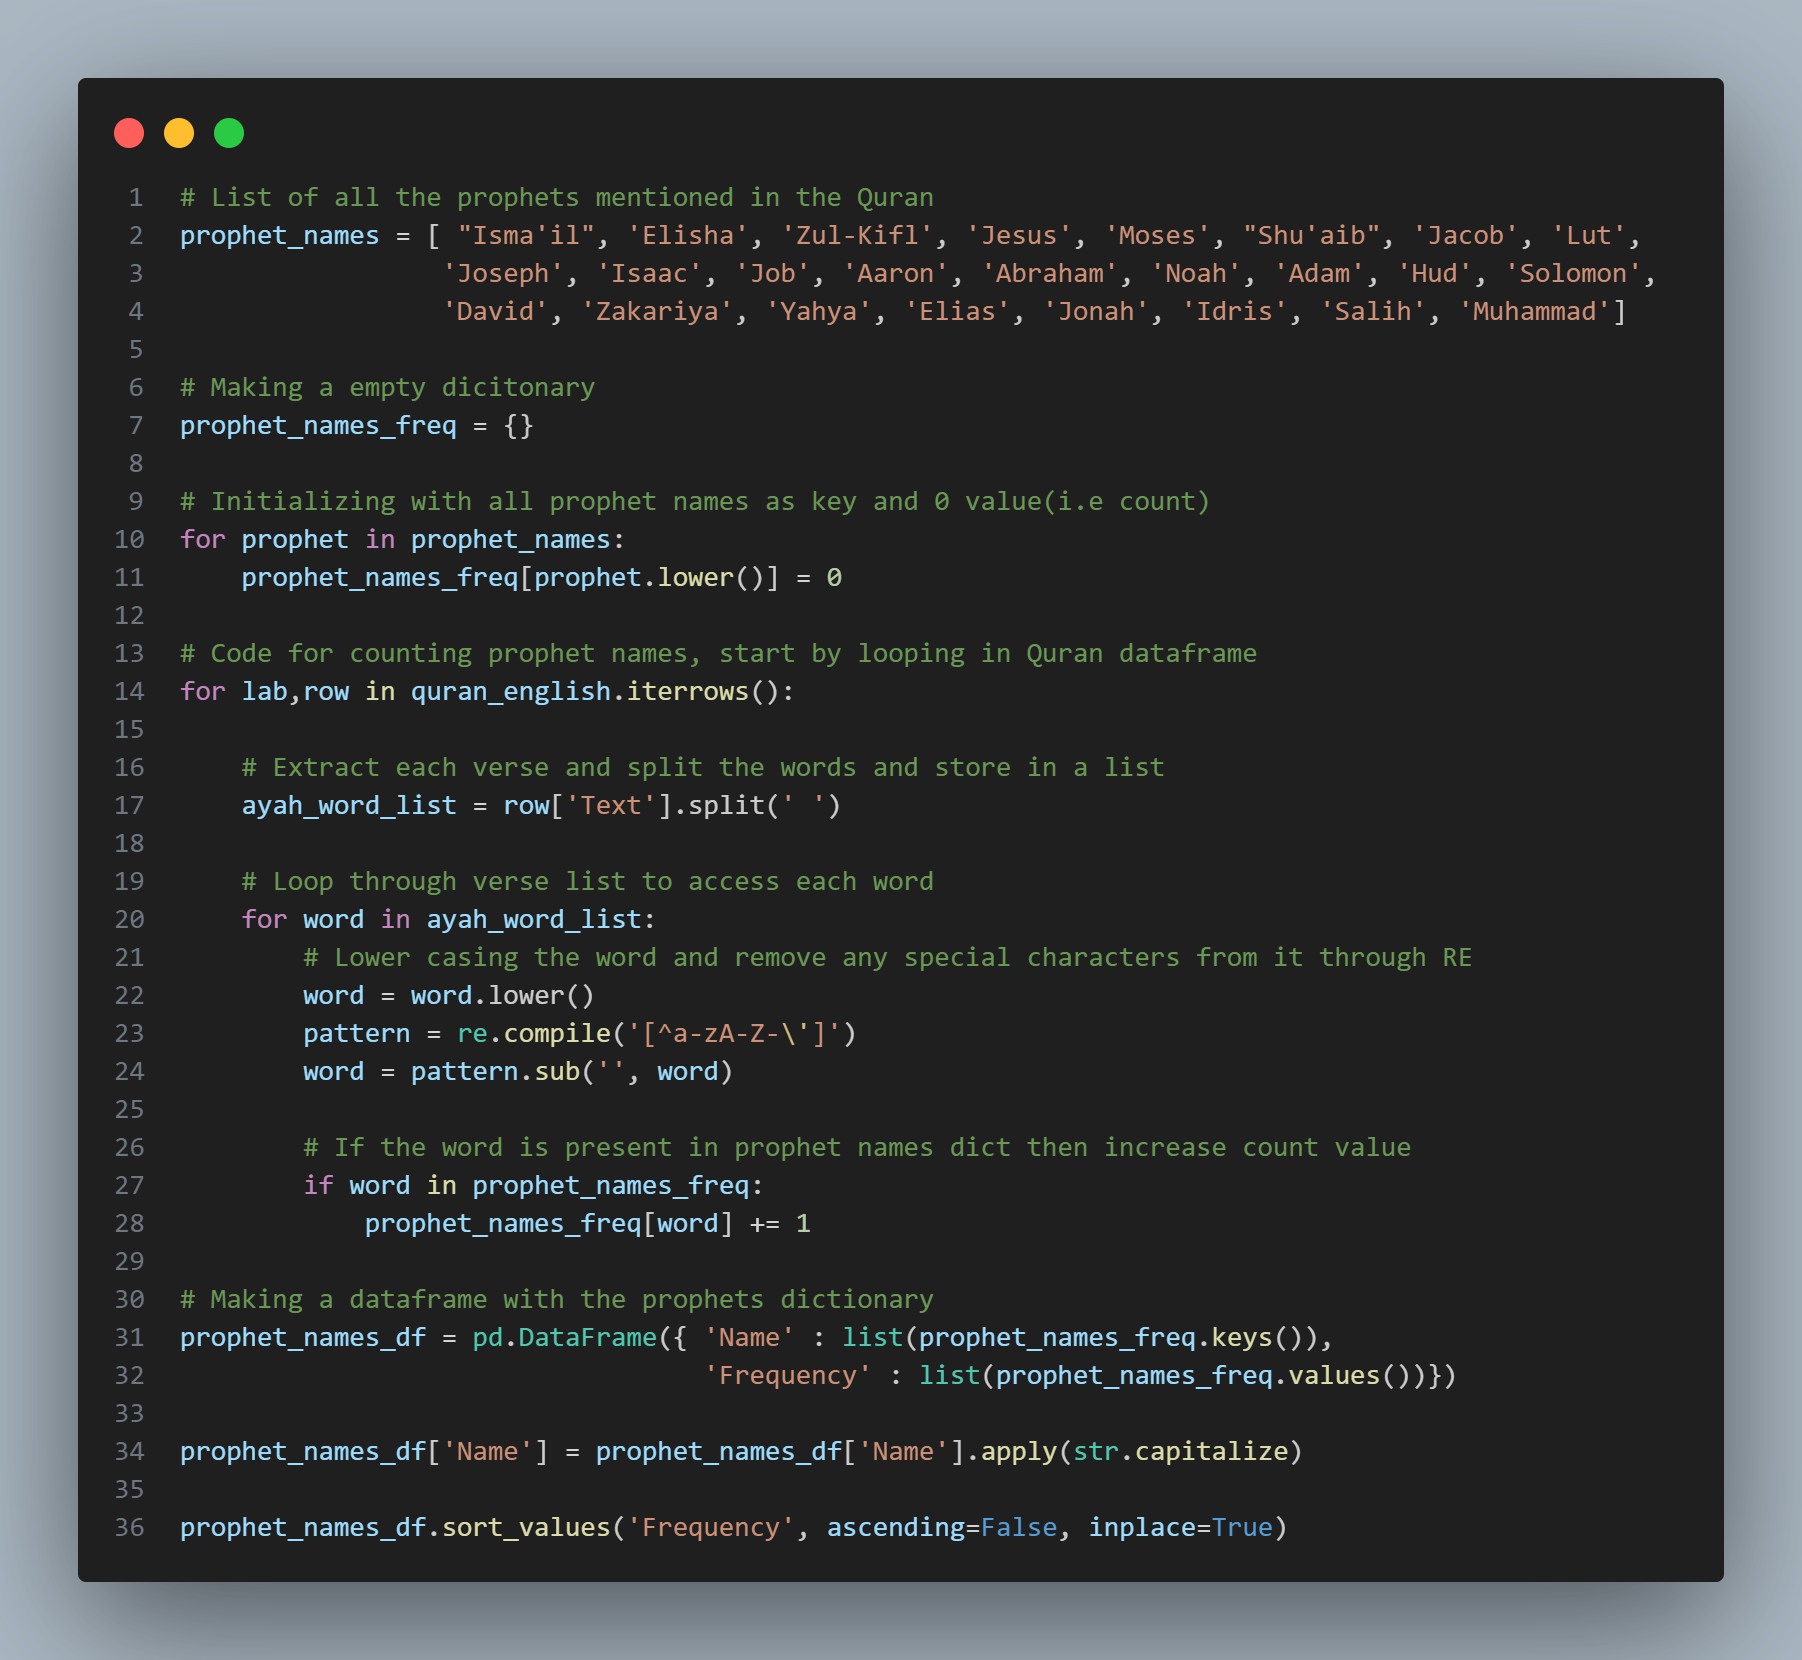 1 # List of all the prophets mentioned in the Quran
2 prophet_names = [ "Isma'il", 'Elisha', 'Zul-Kifl', 'Jesus', 'Moses', "Shu'aib", 'Jacob', 'Lut',
3                  'Joseph', 'Isaac', 'Job', 'Aaron', 'Abraham', 'Noah', 'Adam', 'Hud', 'Solomon',
4                  'David', 'Zakariya', 'Yahya', 'Elias', 'Jonah', 'Idris', 'Salih', 'Muhammad']
5
6 # Making a empty dicitonary
7 prophet_names_freq = {}
8
9 # Initializing with all prophet names as key and 0 value(i.e count)
10 for prophet in prophet_names:
11     prophet_names_freq[prophet.lower()] = 0
12
13 # Code for counting prophet names, start by looping in Quran dataframe
14 for lab,row in quran_english.iterrows():
15
16     # Extract each verse and split the words and store in a list
17     ayah_word_list = row['Text'].split(' ')
18
19     # Loop through verse list to access each word
20     for word in ayah_word_list:
21         # Lower casing the word and remove any special characters from it through RE
22         word = word.lower()
23         pattern = re.compile('[^a-zA-Z-\']')
24         word = pattern.sub('', word)
25
26         # If the word is present in prophet names dict then increase count value
27         if word in prophet_names_freq:
28             prophet_names_freq[word] += 1
29
30 # Making a dataframe with the prophets dictionary
31 prophet_names_df = pd.DataFrame({ 'Name' : list(prophet_names_freq.keys()),
32                                   'Frequency' : list(prophet_names_freq.values())})
33
34 prophet_names_df['Name'] = prophet_names_df['Name'].apply(str.capitalize)
35
36 prophet_names_df.sort_values('Frequency', ascending=False, inplace=True)